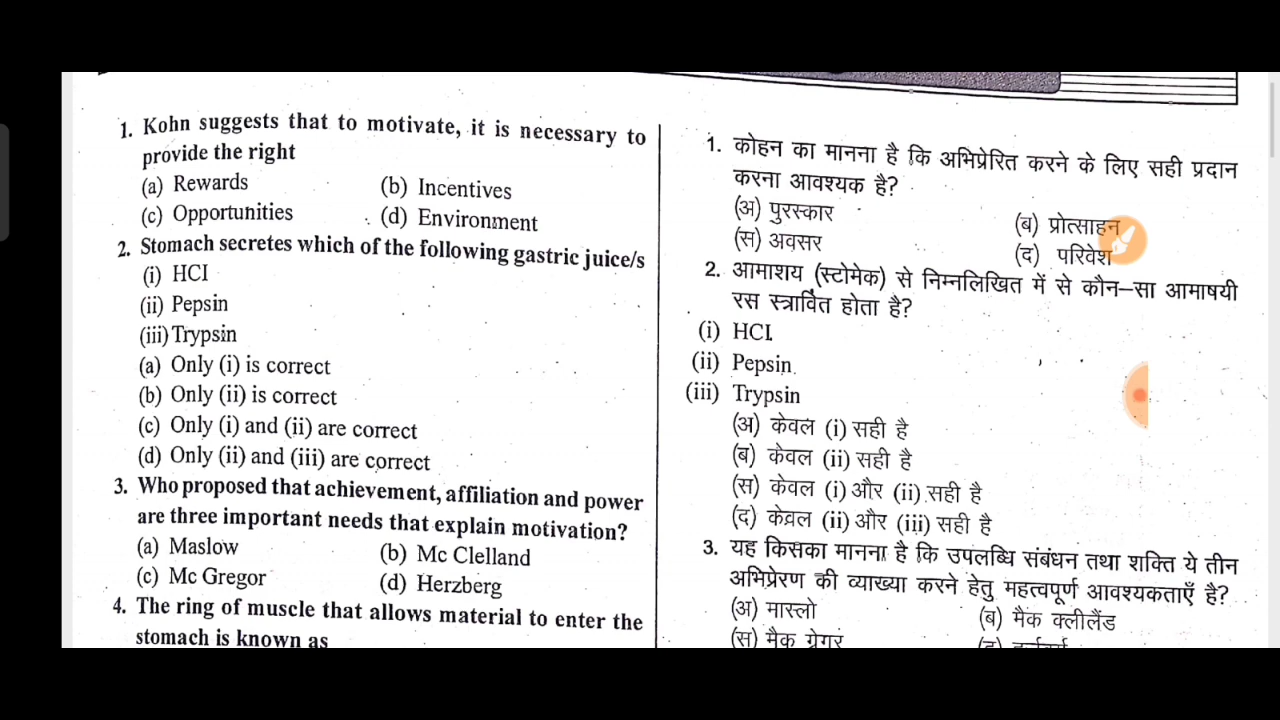 1. Kohn suggests that to motivate, it is necessary to
provide the right
(a) Rewards (b) Incentives
(c) Opportunities (d) Environment
2. Stomach secretes which of the following gastric juice/s
(i) HCI
(ii) Pepsin
(iii) Trypsin
(a) Only (i) is correct
(b) Only (ii) is correct
(c) Only (i) and (ii) are correct
(d) Only (ii) and (iii) are correct
3. Who proposed that achievement, affiliation and power
are three important needs that explain motivation?
(a) Maslow (b) Mc Clelland
(c) Mc Gregor (d) Herzberg
4. The ring of muscle that allows material to enter the
stomach is known as
1. कोहन का मानना है कि अभिप्रेरित करने के लिए सही प्रदान
करना आवश्यक है?
(अ) पुरस्कार (ब) प्रोत्साहन
(स) अवसर (द) परिवेश
2. आमाशय (स्टोमेक) से निम्नलिखित में से कौन–सा आमाषयी
रस स्त्रावित होता है?
(i) HCI
(ii) Pepsin
(iii) Trypsin
(अ) केवल (i) सही है
(ब) केवल (ii) सही है
(स) केवल (i) और (ii) सही है
(द) केवल (ii) और (iii) सही है
3. यह किसका मानना है कि उपलब्धि संबंधन तथा शक्ति ये तीन
अभिप्रेरण की व्याख्या करने हेतु महत्वपूर्ण आवश्यकताएँ है?
(अ) मास्लो (ब) मैक क्लीलैंड
(स) मैक ग्रेगर